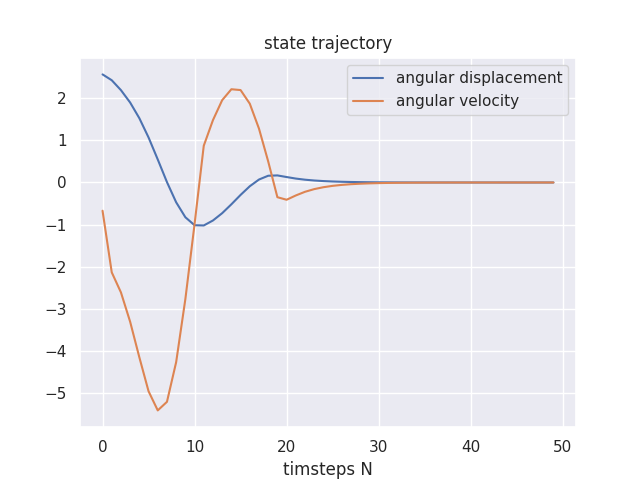 state trajectory
angular displacement
angular velocity
2
1
0
−1
−2
−3
−4
−5
0 10 20 30 40 50
timsteps N